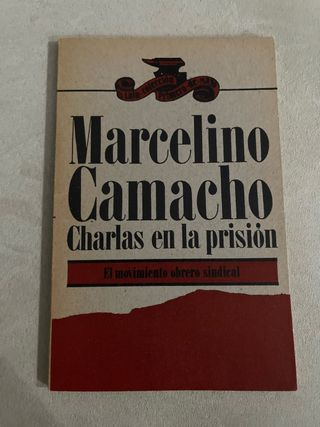 Marcelino
Camacho
Charlas en la prisión
El movimiento obrero sindical